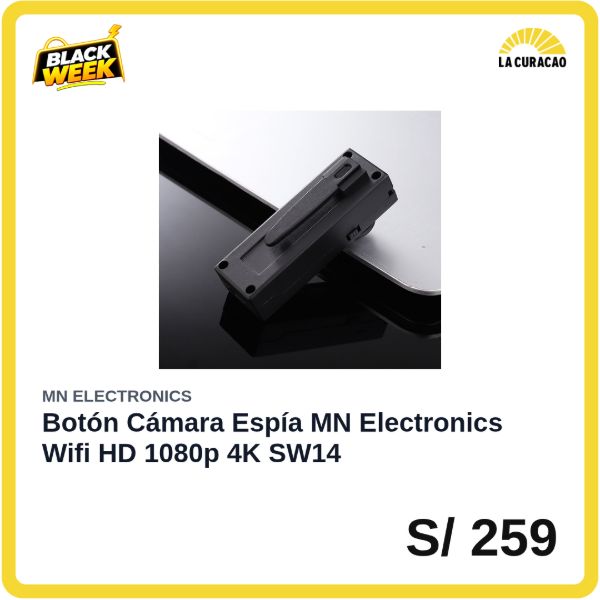 BLACK
WEEK
LA CURACAO
MN ELECTRONICS
Botón Cámara Espía MN Electronics
Wifi HD 1080p 4K SW14
S/ 259